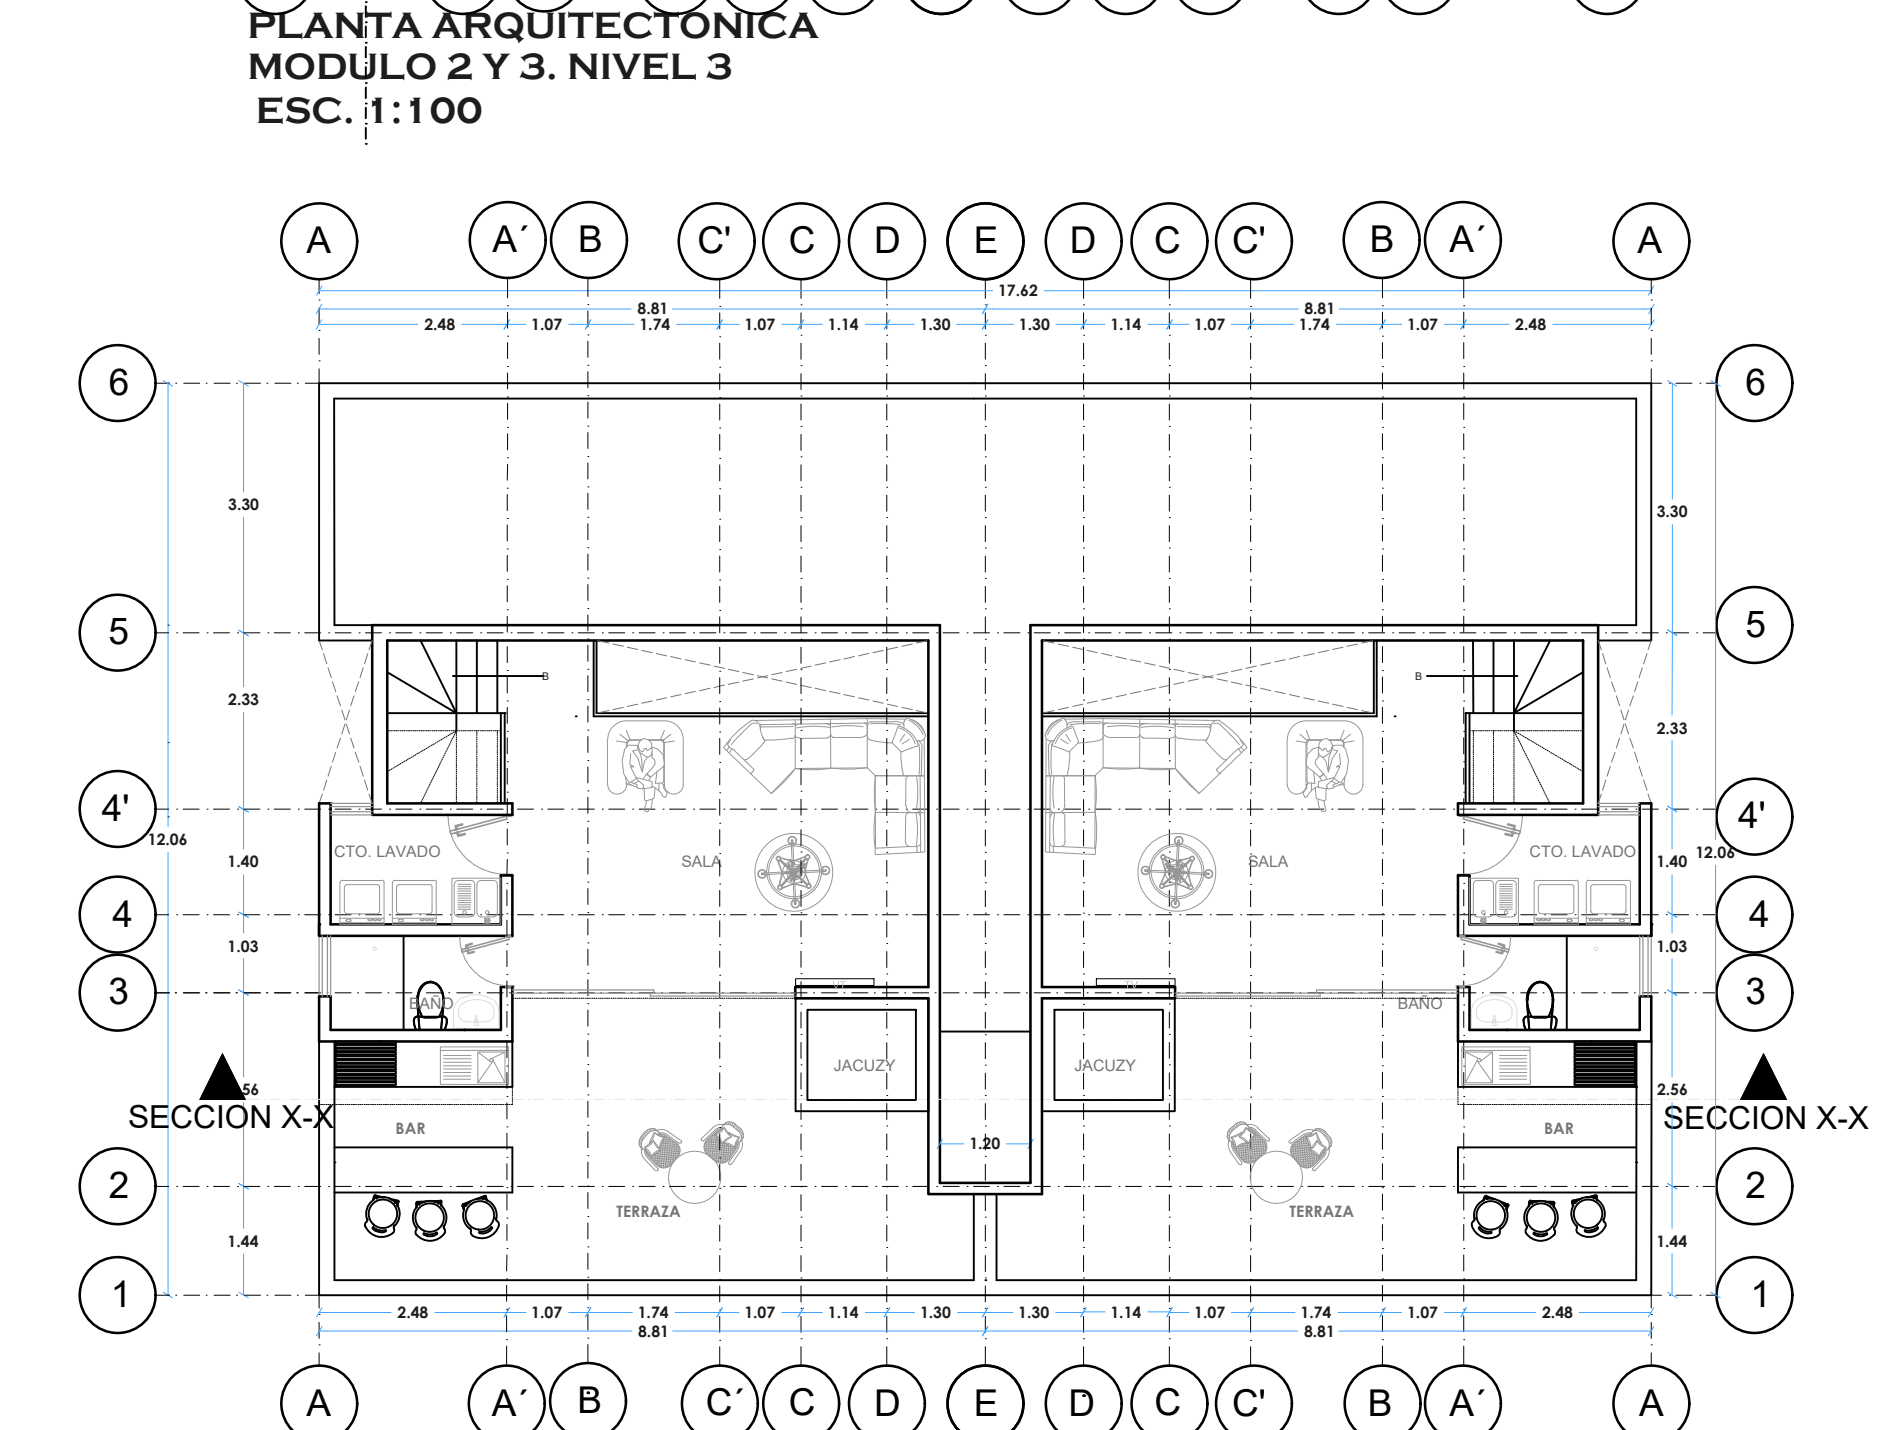 PLANTA ARQUITECTONICA
MODULO 2 Y 3. NIVEL 3
ESC. 1:100
A A´ B C' C D E D C C' B A´ A
17.62
8.81 8.81
2.48 1.07 1.74 1.07 1.14 1.30 1.30 1.14 1.07 1.74 1.07 2.48
6 6
3.30 3.30
5 5
B B
2.33 2.33
4' 4'
12.06 12.06
CTO. LAVADO SALA SALA CTO. LAVADO
1.40 1.40
4 4
1.03 1.03
3 3
BAÑO BAÑO
JACUZY JACUZY
56 2.56
SECCION X-X SECCION X-X
BAR BAR
1.20
2 2
TERRAZA TERRAZA
1.44 1.44
1 1
2.48 1.07 1.74 1.07 1.14 1.30 1.30 1.14 1.07 1.74 1.07 2.48
8.81 8.81
A A´ B C´ C D E D C C' B A´ A